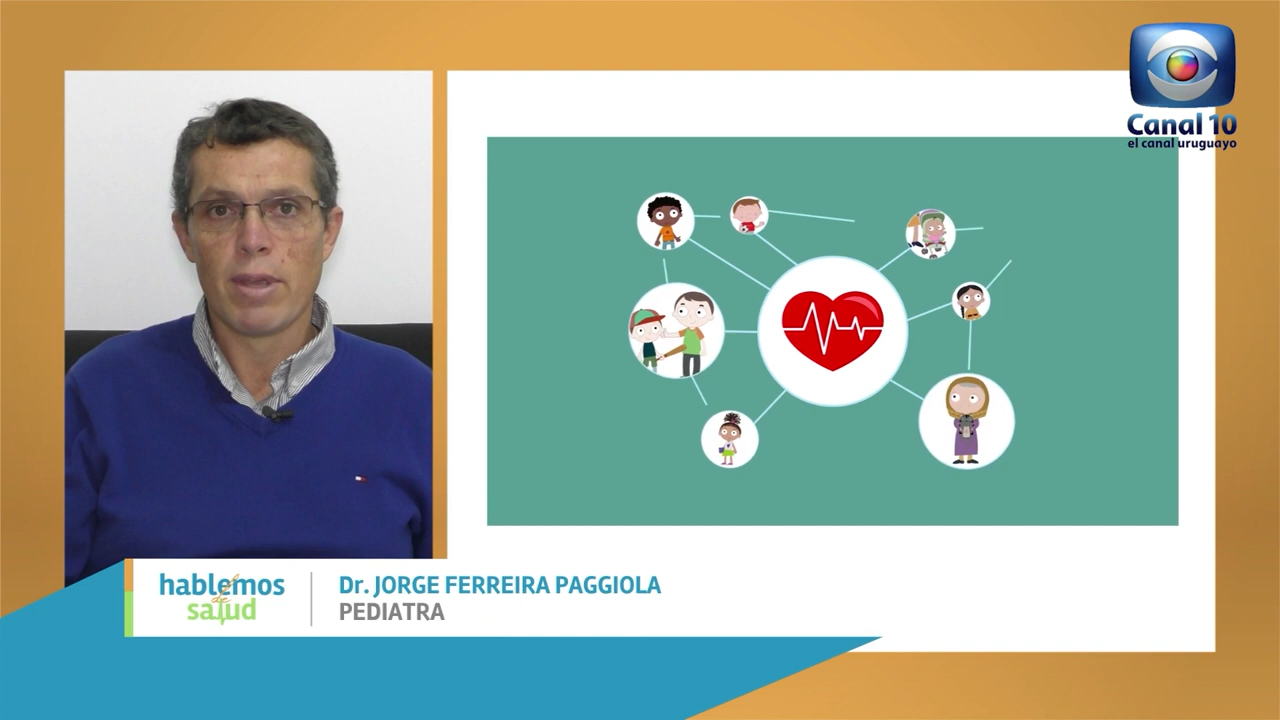 Canal 10
el canal uruguayo
hablemos
de
salud
Dr. JORGE FERREIRA PAGGIOLA
PEDIATRA